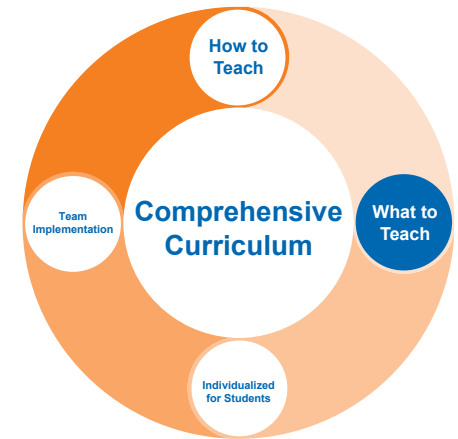 How to
Teach
Comprehensive
Curriculum
What to
Teach
Team
Implementation
Individualized
for Students